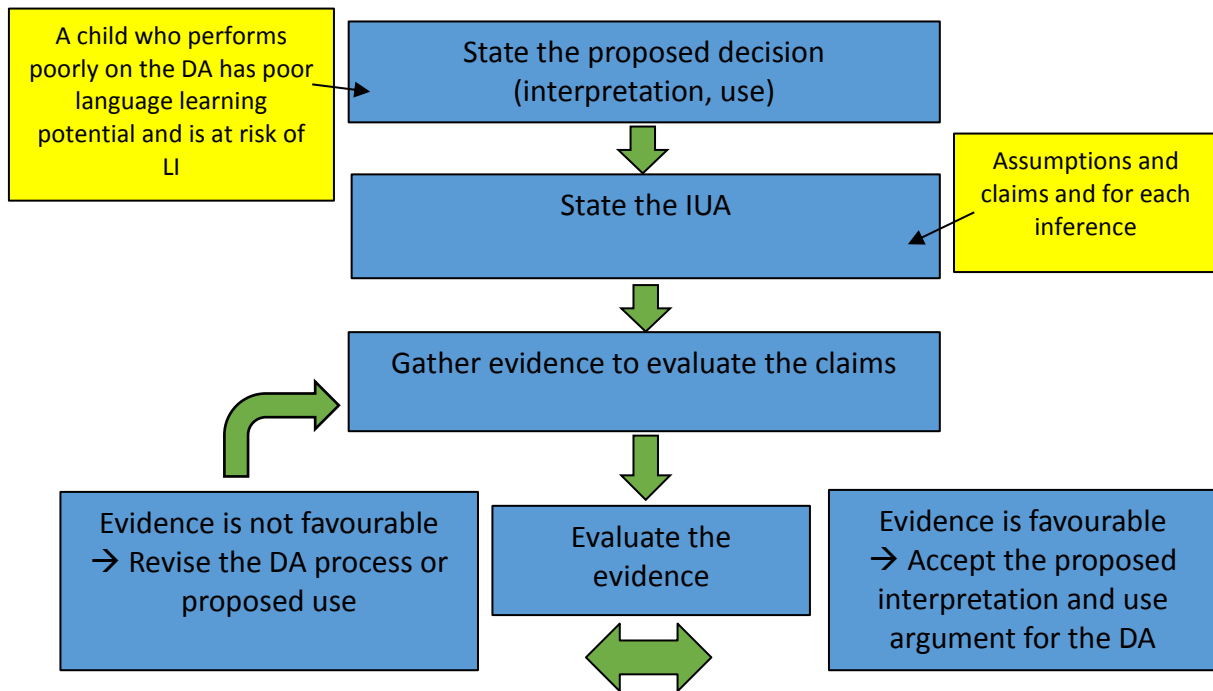 A child who performs
poorly on the DA has poor
language learning
potential and is at risk of
LI
State the proposed decision
(interpretation, use)
Assumptions and
claims and for each
inference
State the IUA
Gather evidence to evaluate the claims
Evidence is not favourable
→ Revise the DA process or
proposed use
Evaluate the
evidence
Evidence is favourable
→ Accept the proposed
interpretation and use
argument for the DA